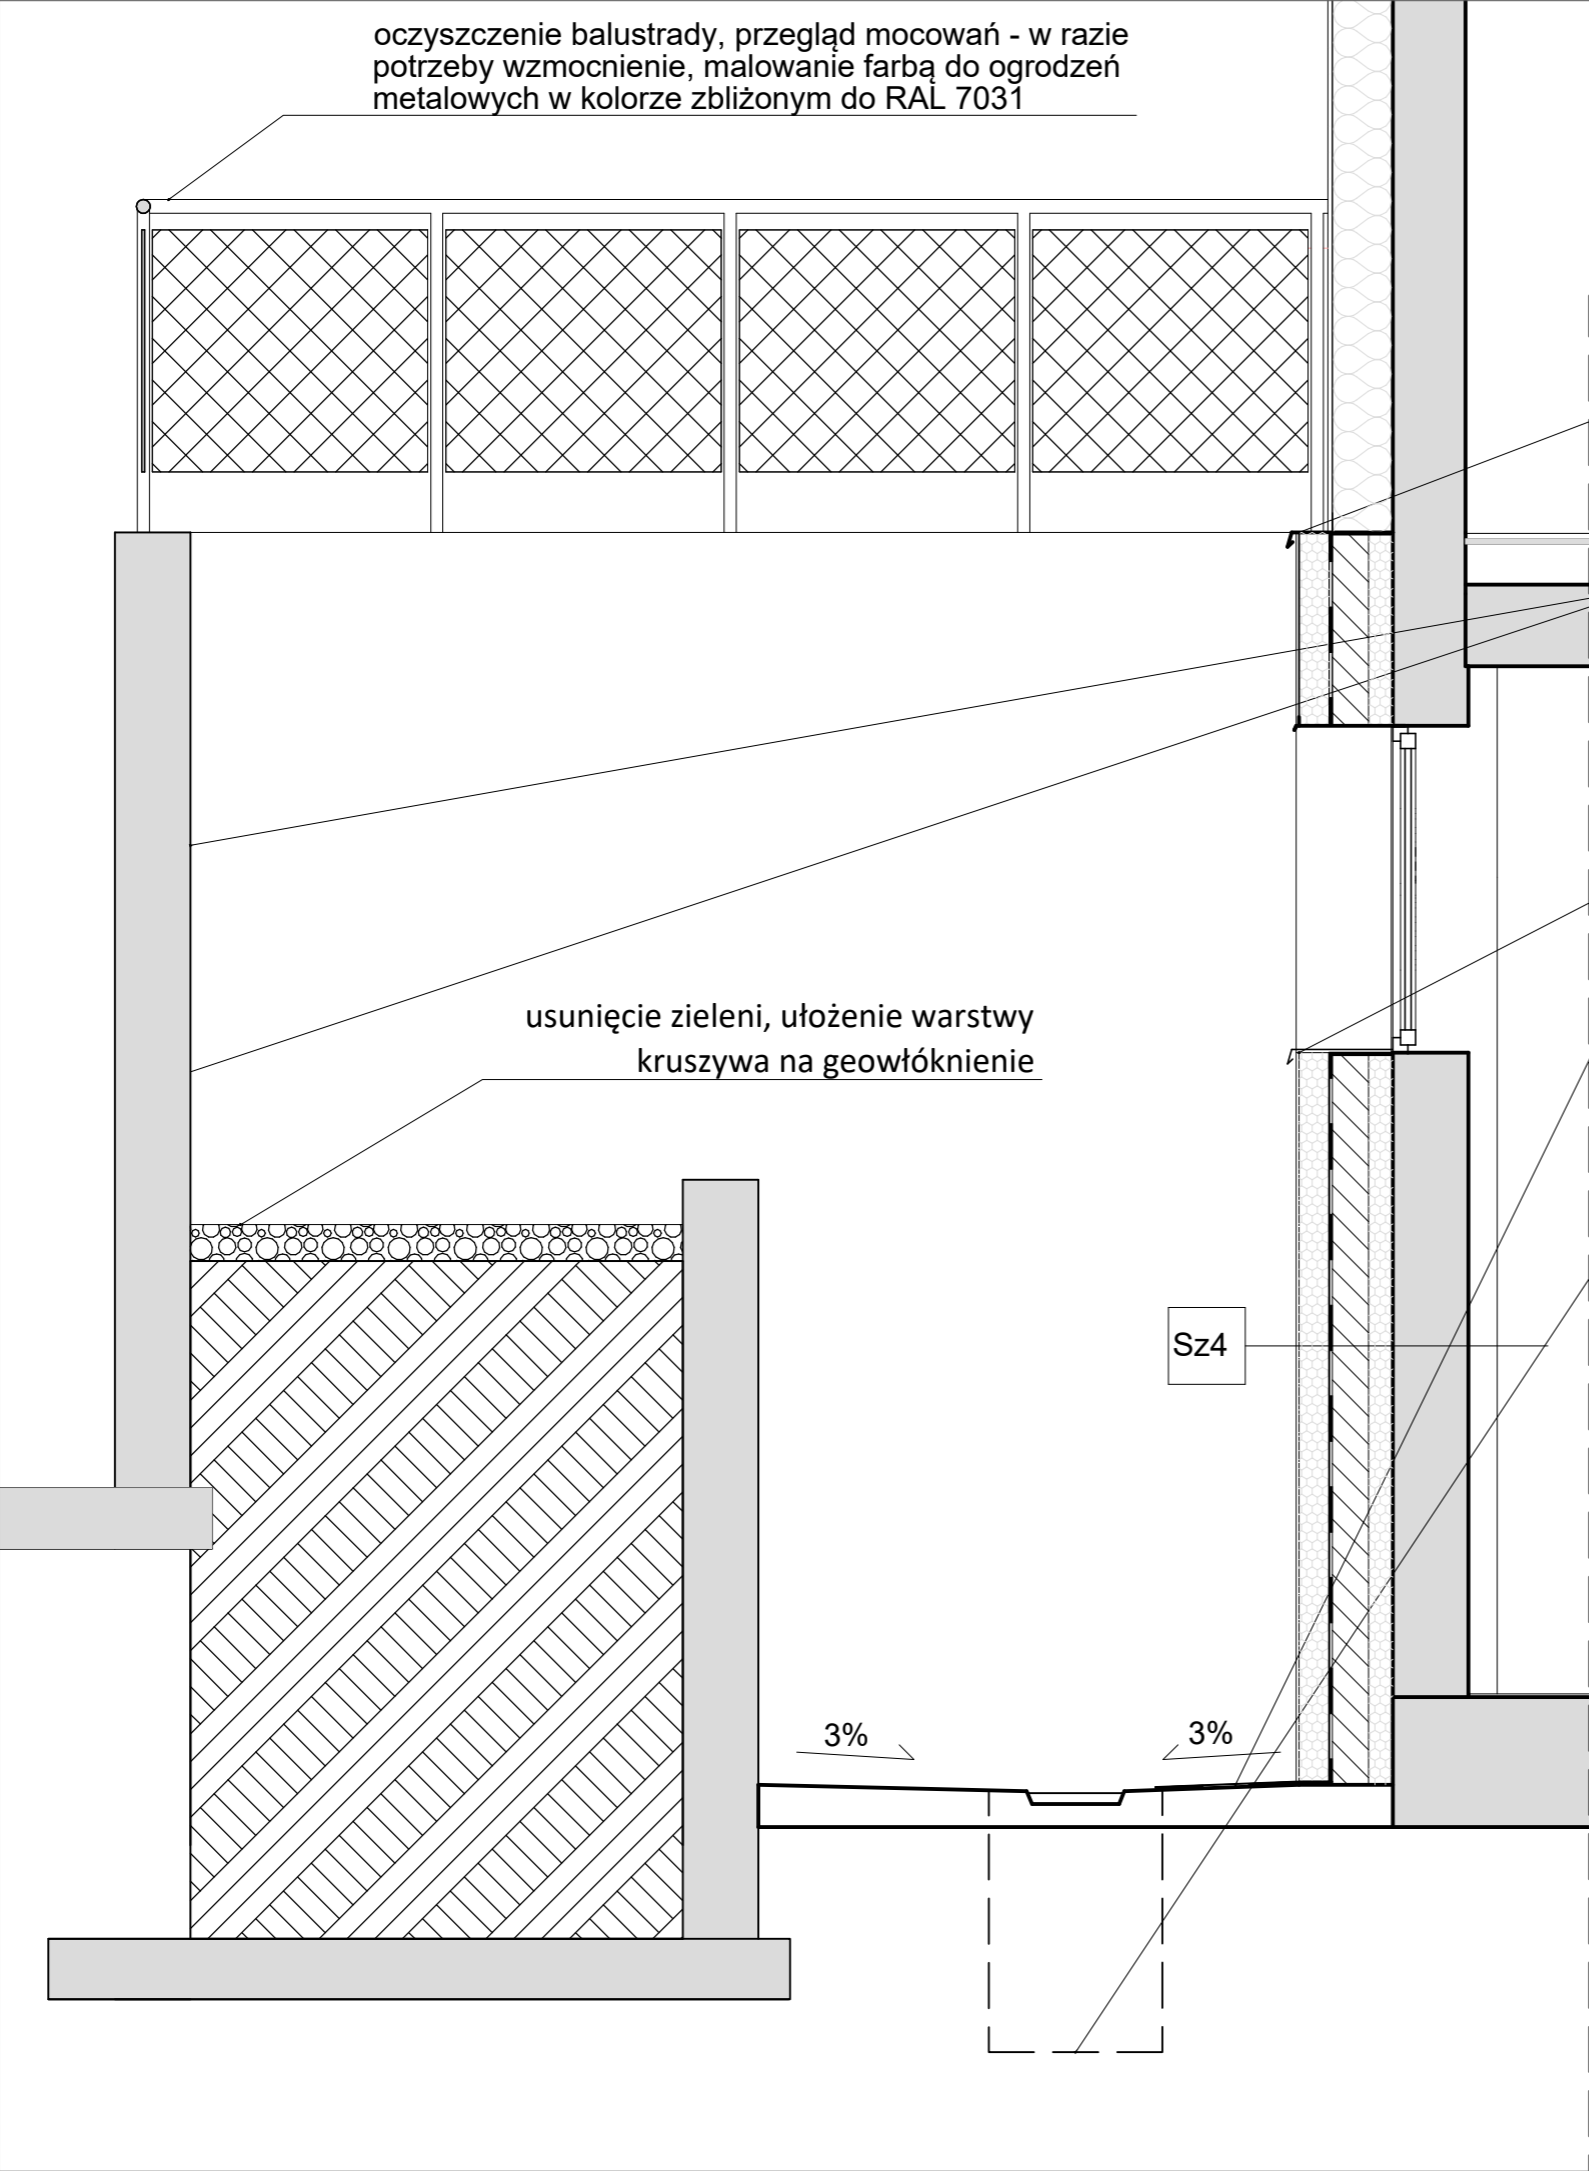 oczyszczenie balustrady, przegląd mocowań - w razie
potrzeby wzmocnienie, malowanie farbą do ogrodzeń
metalowych w kolorze zbliżonym do RAL 7031
usunięcie zieleni, ułożenie warstwy
kruszywa na geowłóknienie
Sz4
3%
3%